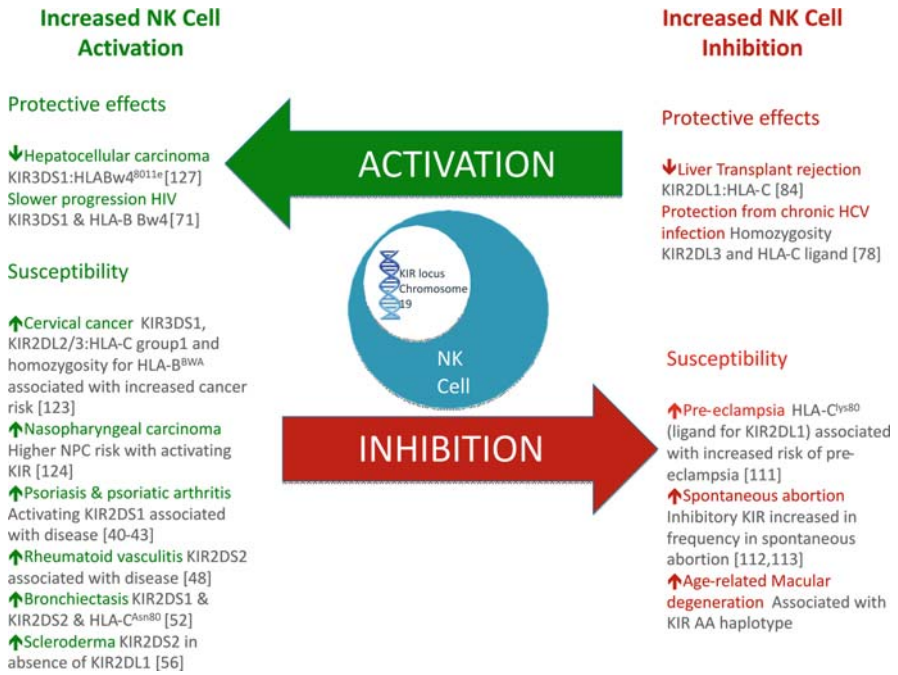 Increased NK Cell
Activation
Protective effects
↓Hepatocellular carcinoma
KIR3DS1:HLABw4^8011e [127]
Slower progression HIV
KIR3DS1 & HLA-B Bw4[71]
Susceptibility
↑Cervical cancer KIR3DS1,
KIR2DL2/3:HLA-C group1 and
homozygosity for HLA-B^BWA
associated with increased cancer
risk [123]
↑Nasopharyngeal carcinoma
Higher NPC risk with activating
KIR [124]
↑Psoriasis & psoriatic arthritis
Activating KIR2DS1 associated
with disease [40-43]
↑Rheumatoid vasculitis KIR2DS2
associated with disease [48]
↑Bronchiectasis KIR2DS1 &
KIR2DS2 & HLA-C^Asn80 [52]
↑Scleroderma KIR2DS2 in
absence of KIR2DL1 [56]
ACTIVATION
KIR locus
Chromosome
19
NK
Cell
INHIBITION
Increased NK Cell
Inhibition
Protective effects
↓Liver Transplant rejection
KIR2DL1:HLA-C [84]
Protection from chronic HCV
infection Homozygosity
KIR2DL3 and HLA-C ligand [78]
Susceptibility
↑Pre-eclampsia HLA-C^lys80
(ligand for KIR2DL1) associated
with increased risk of pre-
eclampsia [111]
↑Spontaneous abortion
Inhibitory KIR increased in
frequency in spontaneous
abortion [112,113]
↑Age-related Macular
degeneration Associated with
KIR AA haplotype